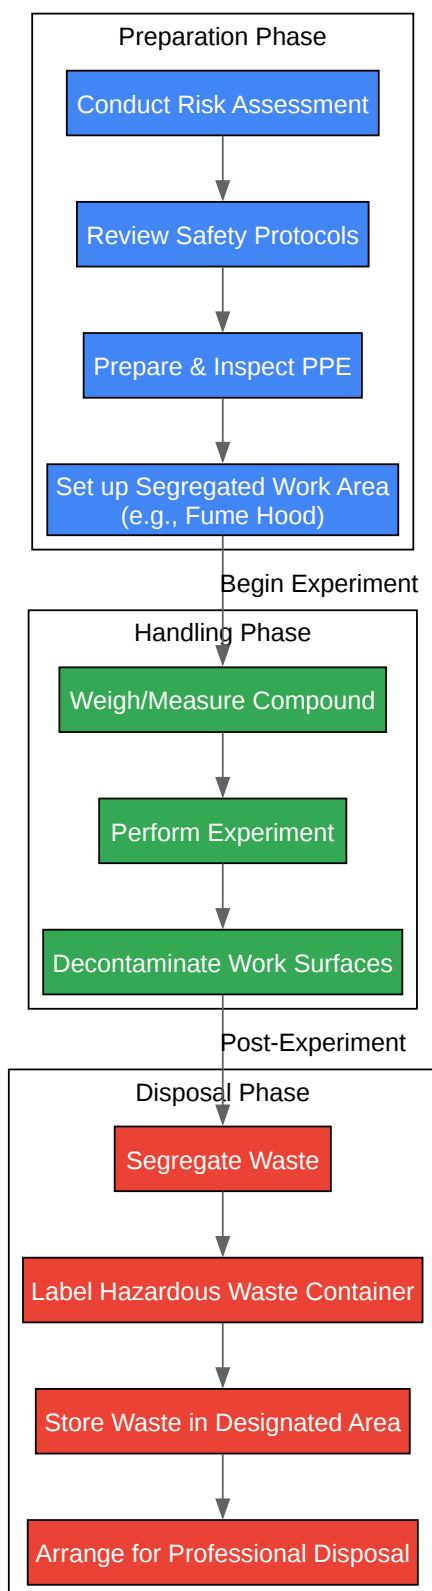 Preparation Phase
Conduct Risk Assessment
Review Safety Protocols
Prepare & Inspect PPE
Set up Segregated Work Area
(e.g., Fume Hood)
Begin Experiment
Handling Phase
Weigh/Measure Compound
Perform Experiment
Decontaminate Work Surfaces
Post-Experiment
Disposal Phase
Segregate Waste
Label Hazardous Waste Container
Store Waste in Designated Area
Arrange for Professional Disposal